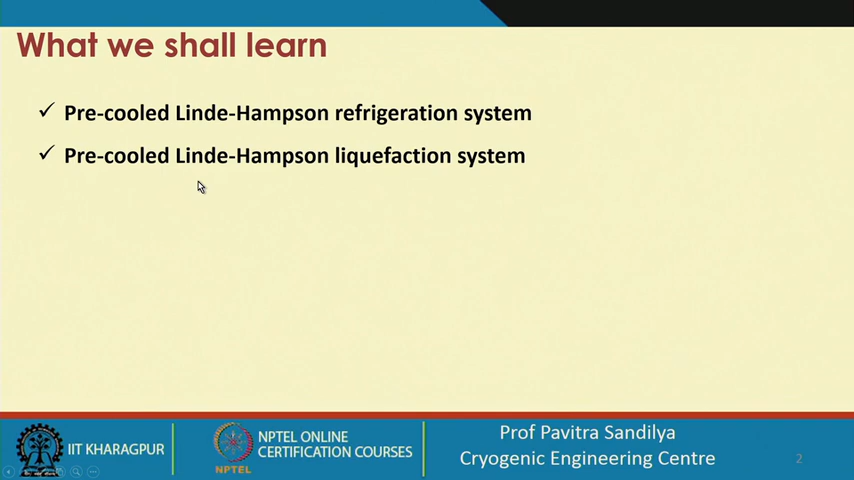 What we shall learn
✓ Pre-cooled Linde-Hampson refrigeration system
✓ Pre-cooled Linde-Hampson liquefaction system
IIT KHARAGPUR
NPTEL
NPTEL ONLINE
CERTIFICATION COURSES
Prof Pavitra Sandilya
Cryogenic Engineering Centre
2